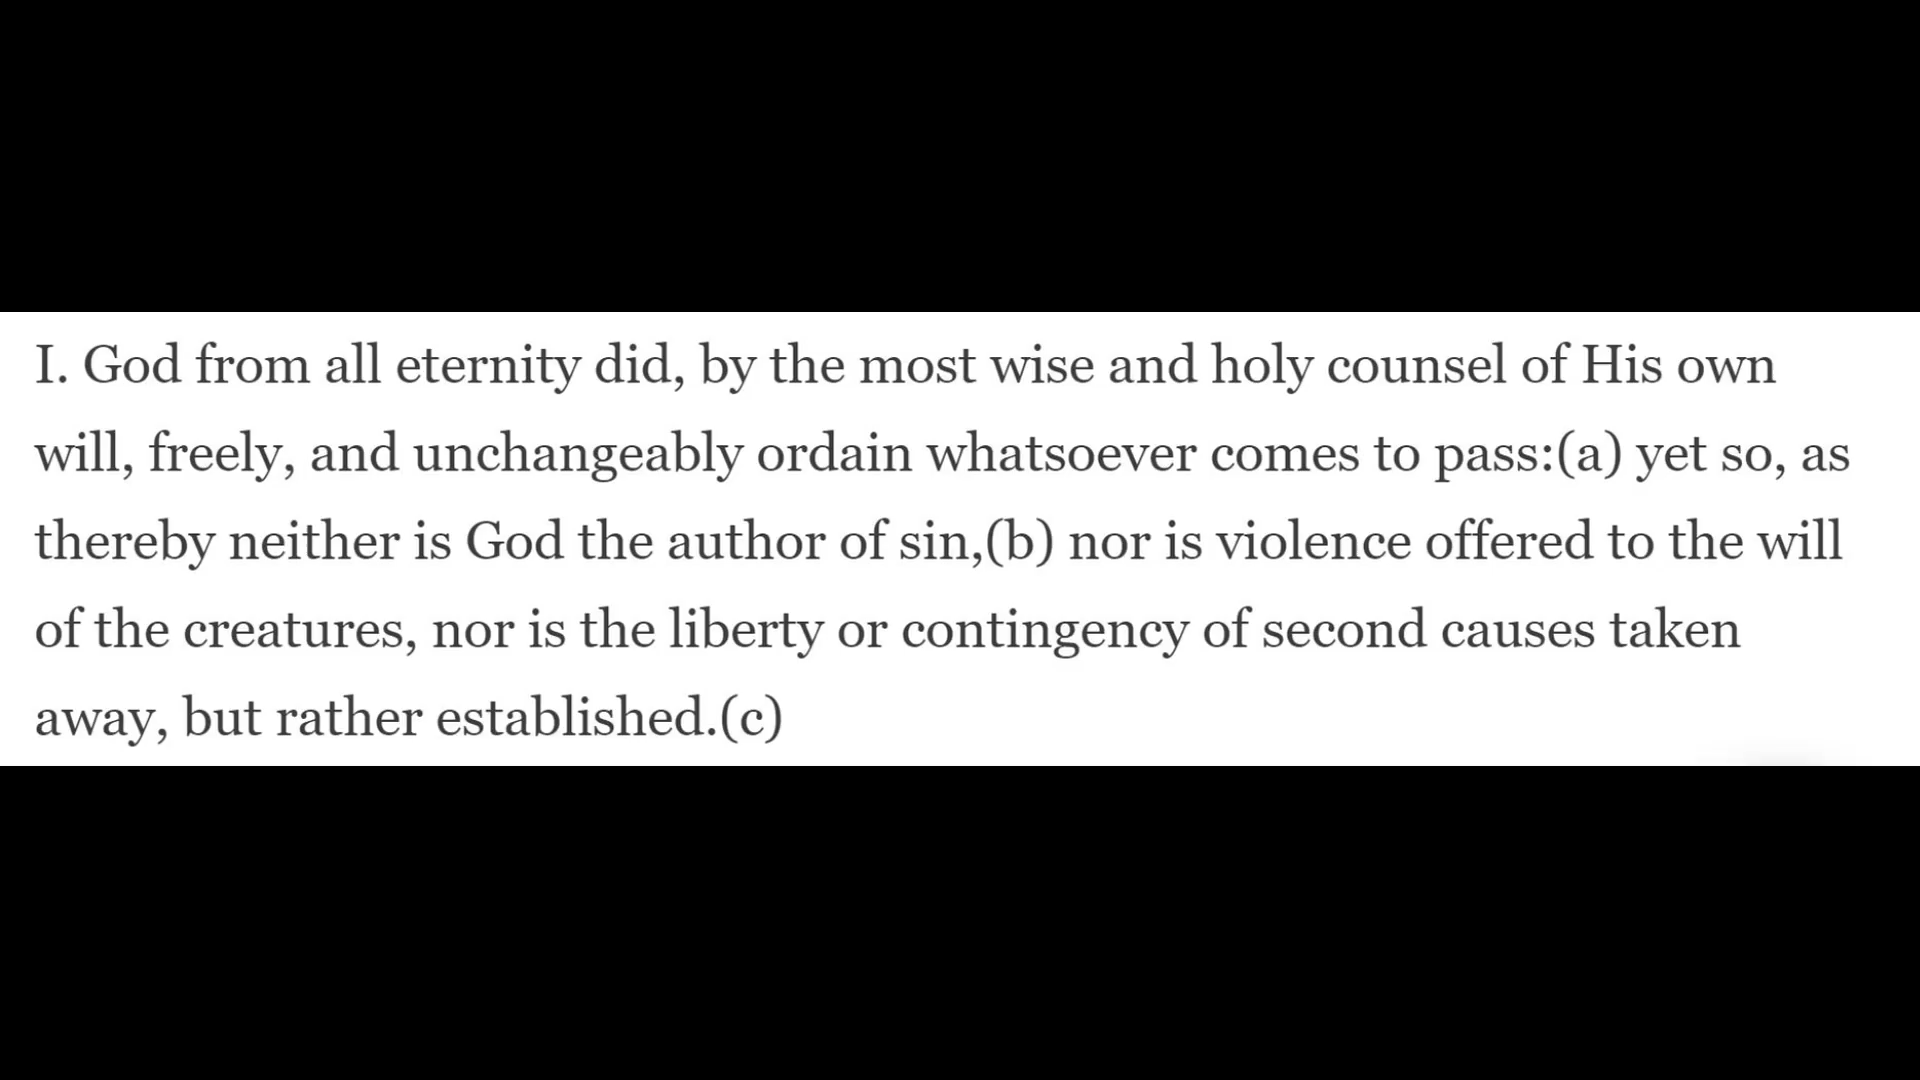 I. God from all eternity did, by the most wise and holy counsel of His own
will, freely, and unchangeably ordain whatsoever comes to pass:(a) yet so, as
thereby neither is God the author of sin,(b) nor is violence offered to the will
of the creatures, nor is the liberty or contingency of second causes taken
away, but rather established.(c)